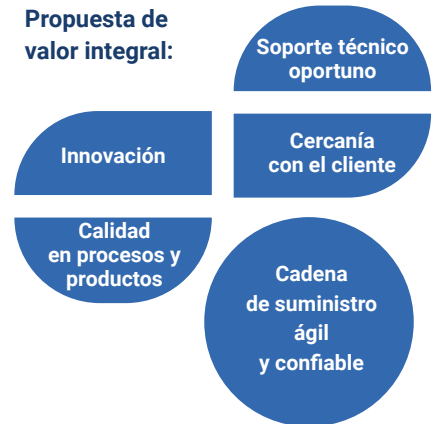 Propuesta de
valor integral:
Soporte técnico
oportuno
Innovación
Cercanía
con el cliente
Calidad
en procesos y
productos
Cadena
de suministro
ágil
y confiable